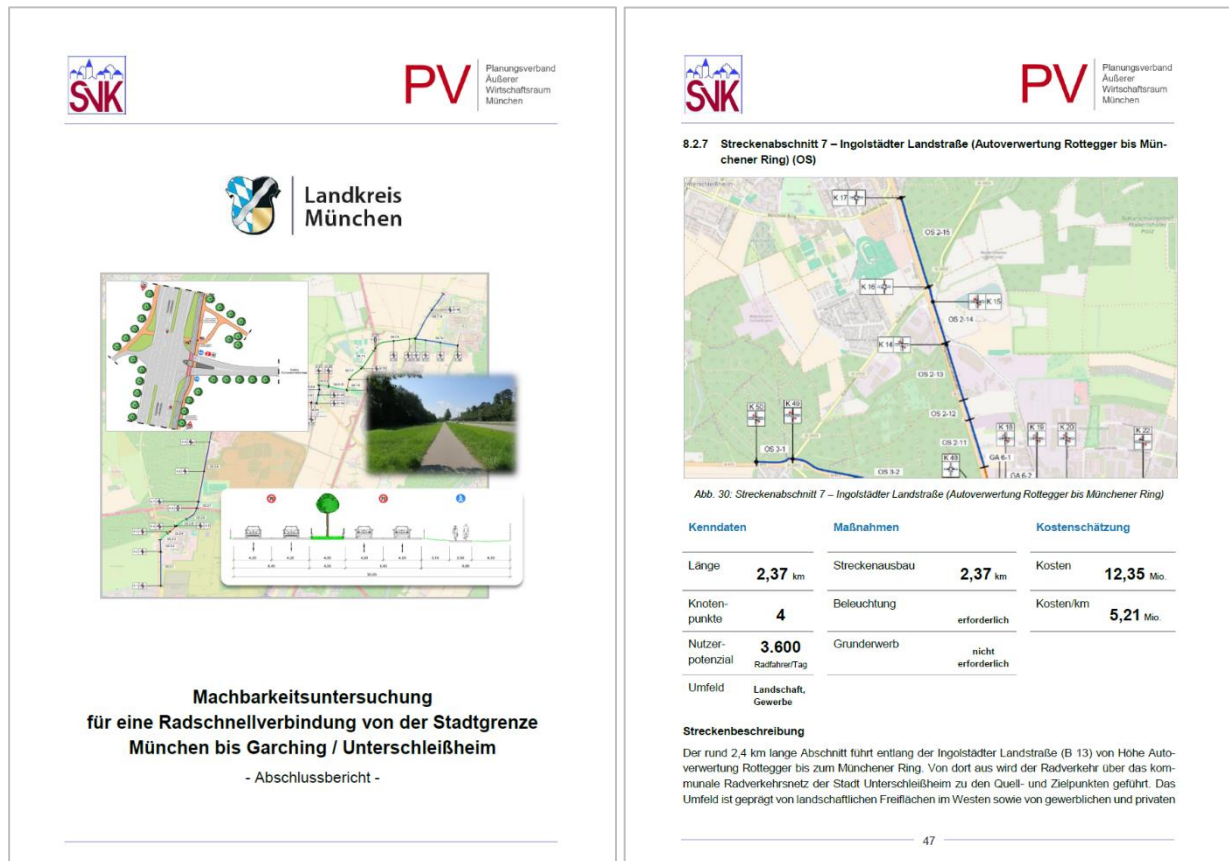 SVK
PV
Planungsverband
Äußerer
Wirtschaftsraum
München
Landkreis
München
Machbarkeitsuntersuchung
für eine Radschnellverbindung von der Stadtgrenze
München bis Garching / Unterschleißheim
- Abschlussbericht -
SVK
PV
Planungsverband
Äußerer
Wirtschaftsraum
München
8.2.7 Streckenabschnitt 7 – Ingolstädter Landstraße (Autoverwertung Rottegger bis Mün-
chener Ring) (OS)
K 17
OS 2-15
K 16
K 15
OS 2-14
K 14
OS 2-13
OS 2-12
K 50
K 49
OS 2-11
K 18
K 19
K 20
K 22
OS 3-1
OS 3-2
K 48
GA 6-1
GA 6-2
Abb. 30: Streckenabschnitt 7 – Ingolstädter Landstraße (Autoverwertung Rottegger bis Münchener Ring)
Kenndaten Maßnahmen Kostenschätzung
Länge 2,37 km Streckenausbau 2,37 km Kosten 12,35 Mio.
Knoten-
punkte 4 Beleuchtung erforderlich Kosten/km 5,21 Mio.
Nutzer-
potenzial 3.600 Radfahrer/Tag Grunderwerb nicht
erforderlich
Umfeld Landschaft,
Gewerbe
Streckenbeschreibung
Der rund 2,4 km lange Abschnitt führt entlang der Ingolstädter Landstraße (B 13) von Höhe Auto-
verwertung Rottegger bis zum Münchener Ring. Von dort aus wird der Radverkehr über das kom-
munale Radverkehrsnetz der Stadt Unterschleißheim zu den Quell- und Zielpunkten geführt. Das
Umfeld ist geprägt von landschaftlichen Freiflächen im Westen sowie von gewerblichen und privaten
47